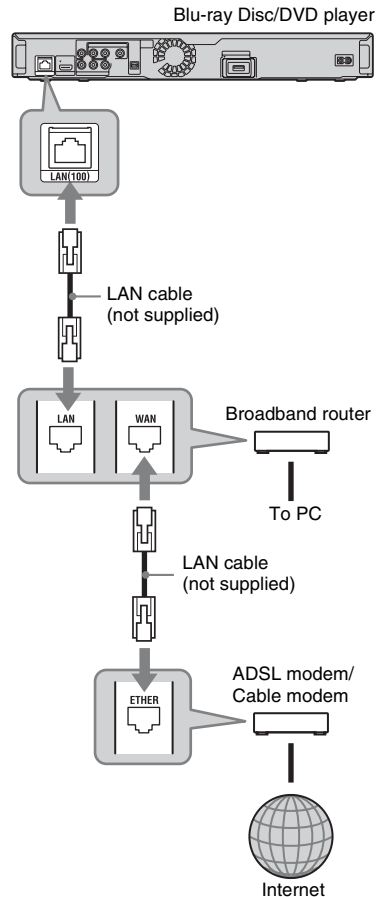 Blu-ray Disc/DVD player
LAN(100)
LAN cable
(not supplied)
LAN
WAN
Broadband router
To PC
LAN cable
(not supplied)
ADSL modem/
Cable modem
ETHER
Internet